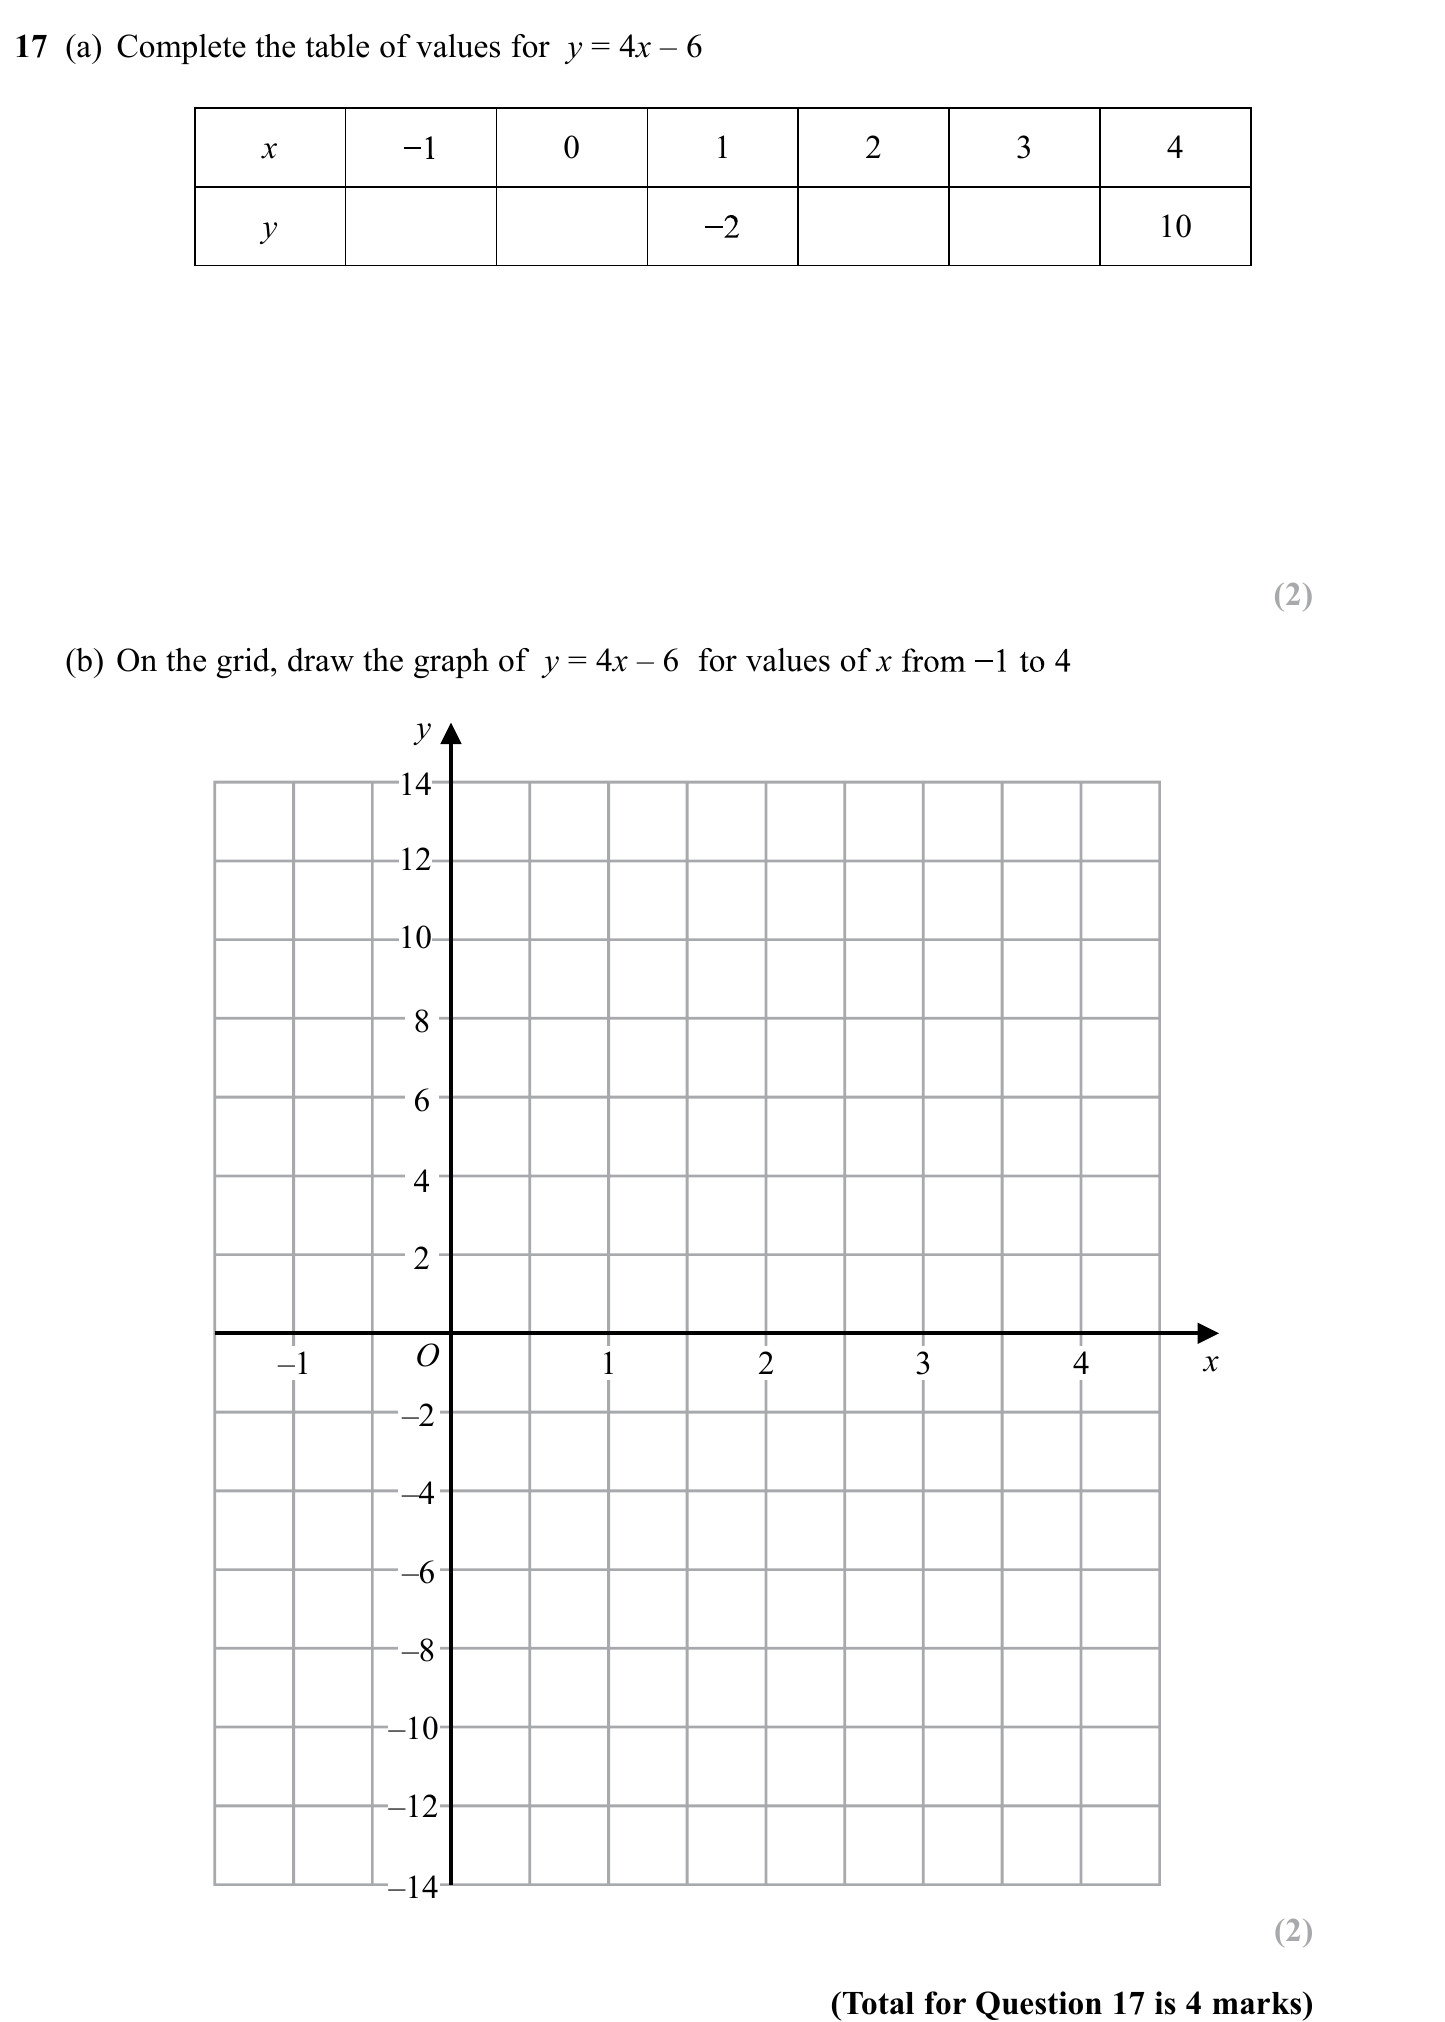 17 (a) Complete the table of values for y = 4x – 6
x −1 0 1 2 3 4
y −2 10
(2)
(b) On the grid, draw the graph of y = 4x – 6 for values of x from −1 to 4
y
14
12
10
8
6
4
2
–1 O 1 2 3 4 x
–2
–4
–6
–8
–10
–12
–14
(2)
(Total for Question 17 is 4 marks)